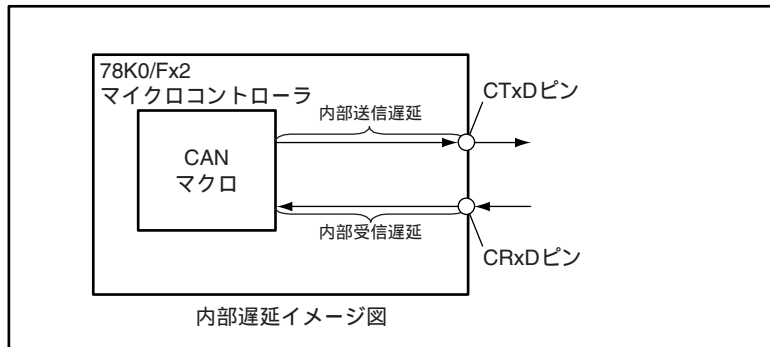 78K0/Fx2
マイクロコントローラ
内部送信遅延
CTxDピン
CAN
マクロ
内部受信遅延
CRxDピン
内部遅延イメージ図